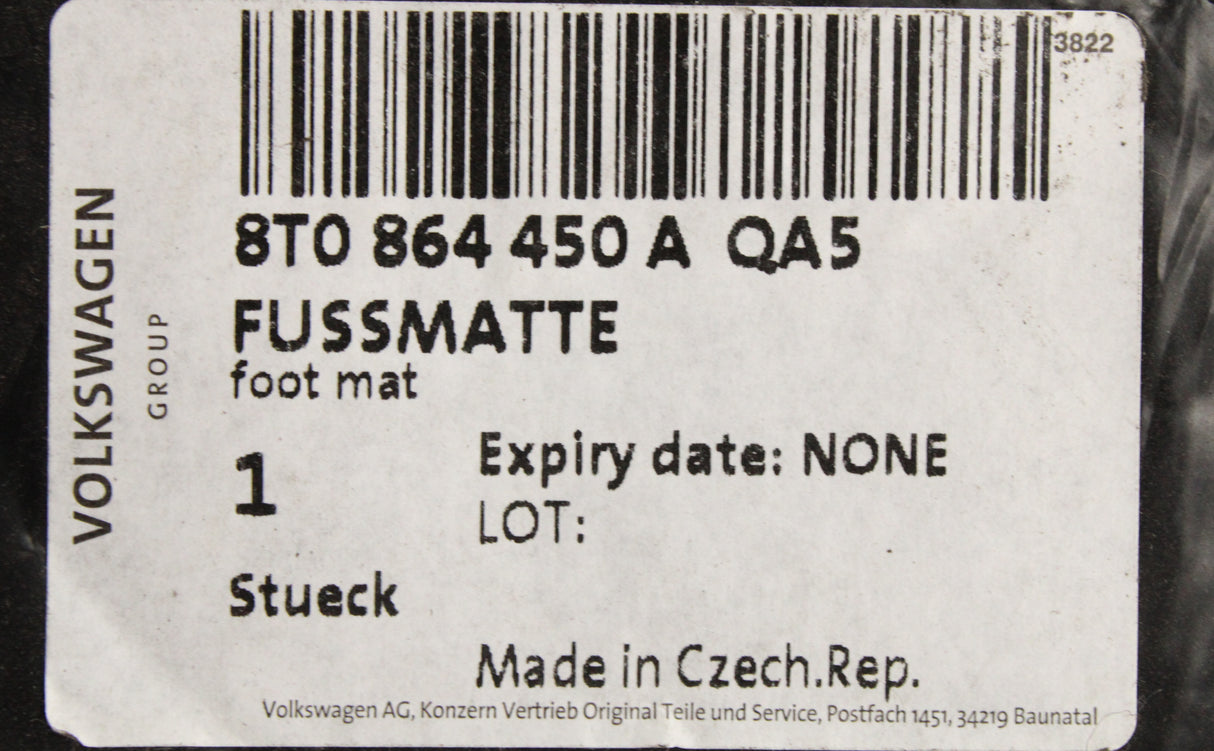 3822
8T0 864 450 A QA5
FUSSMATTE
foot mat
1
Expiry date: NONE
LOT:
Stueck
Made in Czech.Rep.
Volkswagen AG, Konzern Vertrieb Original Teile und Service, Postfach 1451, 34219 Baunatal
VOLKSWAGEN
GROUP